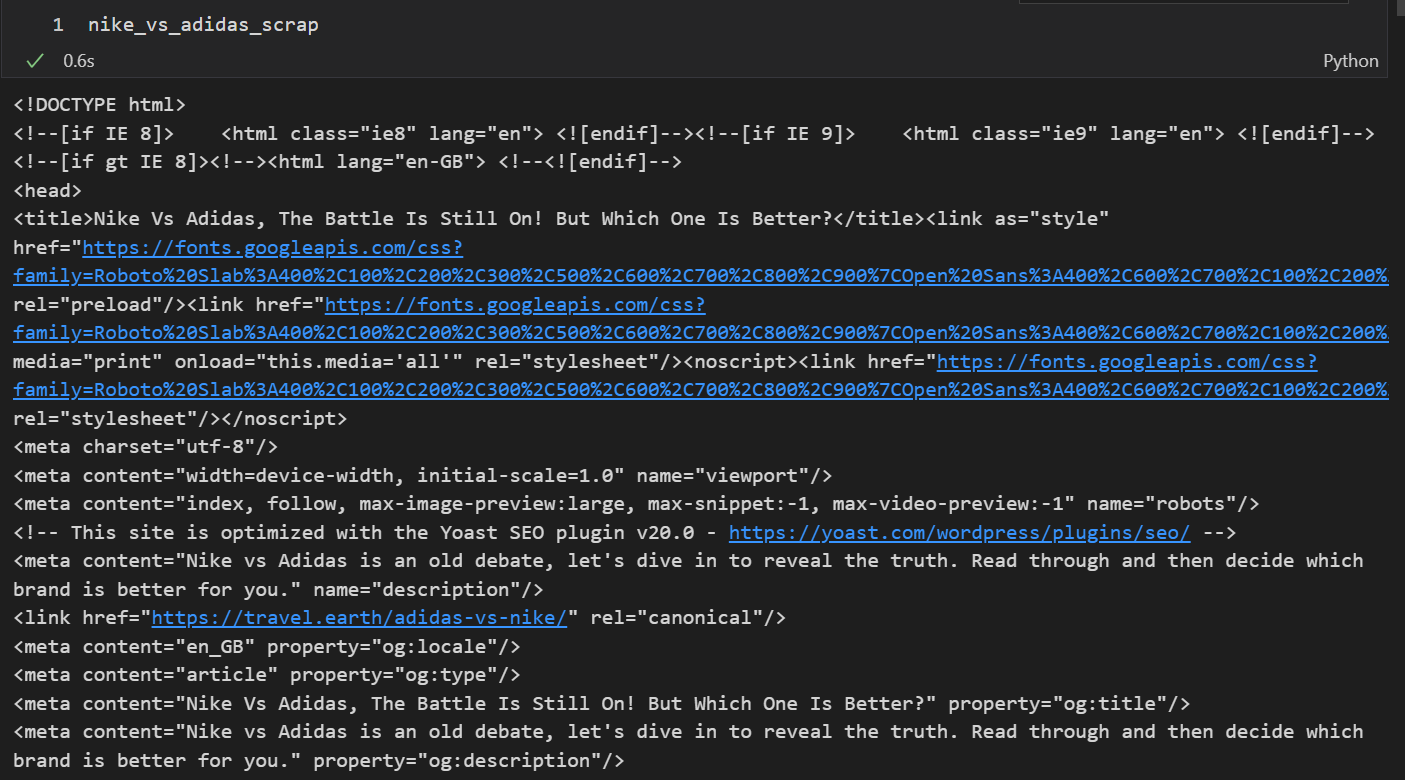 1 nike_vs_adidas_scrap
0.6s
Python
<!DOCTYPE html>
<!--[if IE 8]>    <html class="ie8" lang="en"> <![endif]--><!--[if IE 9]>    <html class="ie9" lang="en"> <![endif]-->
<!--[if gt IE 8]><!--><html lang="en-GB"> <!--<![endif]-->
<head>
<title>Nike Vs Adidas, The Battle Is Still On! But Which One Is Better?</title><link as="style"
href="https://fonts.googleapis.com/css?
family=Roboto%20Slab%3A400%2C100%2C200%2C300%2C500%2C600%2C700%2C800%2C900%7COpen%20Sans%3A400%2C600%2C700%2C100%2C200%
rel="preload"/><link href="https://fonts.googleapis.com/css?
family=Roboto%20Slab%3A400%2C100%2C200%2C300%2C500%2C600%2C700%2C800%2C900%7COpen%20Sans%3A400%2C600%2C700%2C100%2C200%
media="print" onload="this.media='all'" rel="stylesheet"/><noscript><link href="https://fonts.googleapis.com/css?
family=Roboto%20Slab%3A400%2C100%2C200%2C300%2C500%2C600%2C700%2C800%2C900%7COpen%20Sans%3A400%2C600%2C700%2C100%2C200%
rel="stylesheet"/></noscript>
<meta charset="utf-8"/>
<meta content="width=device-width, initial-scale=1.0" name="viewport"/>
<meta content="index, follow, max-image-preview:large, max-snippet:-1, max-video-preview:-1" name="robots"/>
<!-- This site is optimized with the Yoast SEO plugin v20.0 - https://yoast.com/wordpress/plugins/seo/ -->
<meta content="Nike vs Adidas is an old debate, let's dive in to reveal the truth. Read through and then decide which
brand is better for you." name="description"/>
<link href="https://travel.earth/adidas-vs-nike/" rel="canonical"/>
<meta content="en_GB" property="og:locale"/>
<meta content="article" property="og:type"/>
<meta content="Nike Vs Adidas, The Battle Is Still On! But Which One Is Better?" property="og:title"/>
<meta content="Nike vs Adidas is an old debate, let's dive in to reveal the truth. Read through and then decide which
brand is better for you." property="og:description"/>